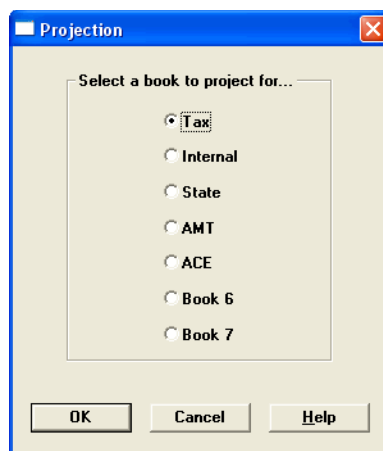 Projection
Select a book to project for...
Tax
Internal
State
AMT
ACE
Book 6
Book 7
OK Cancel Help